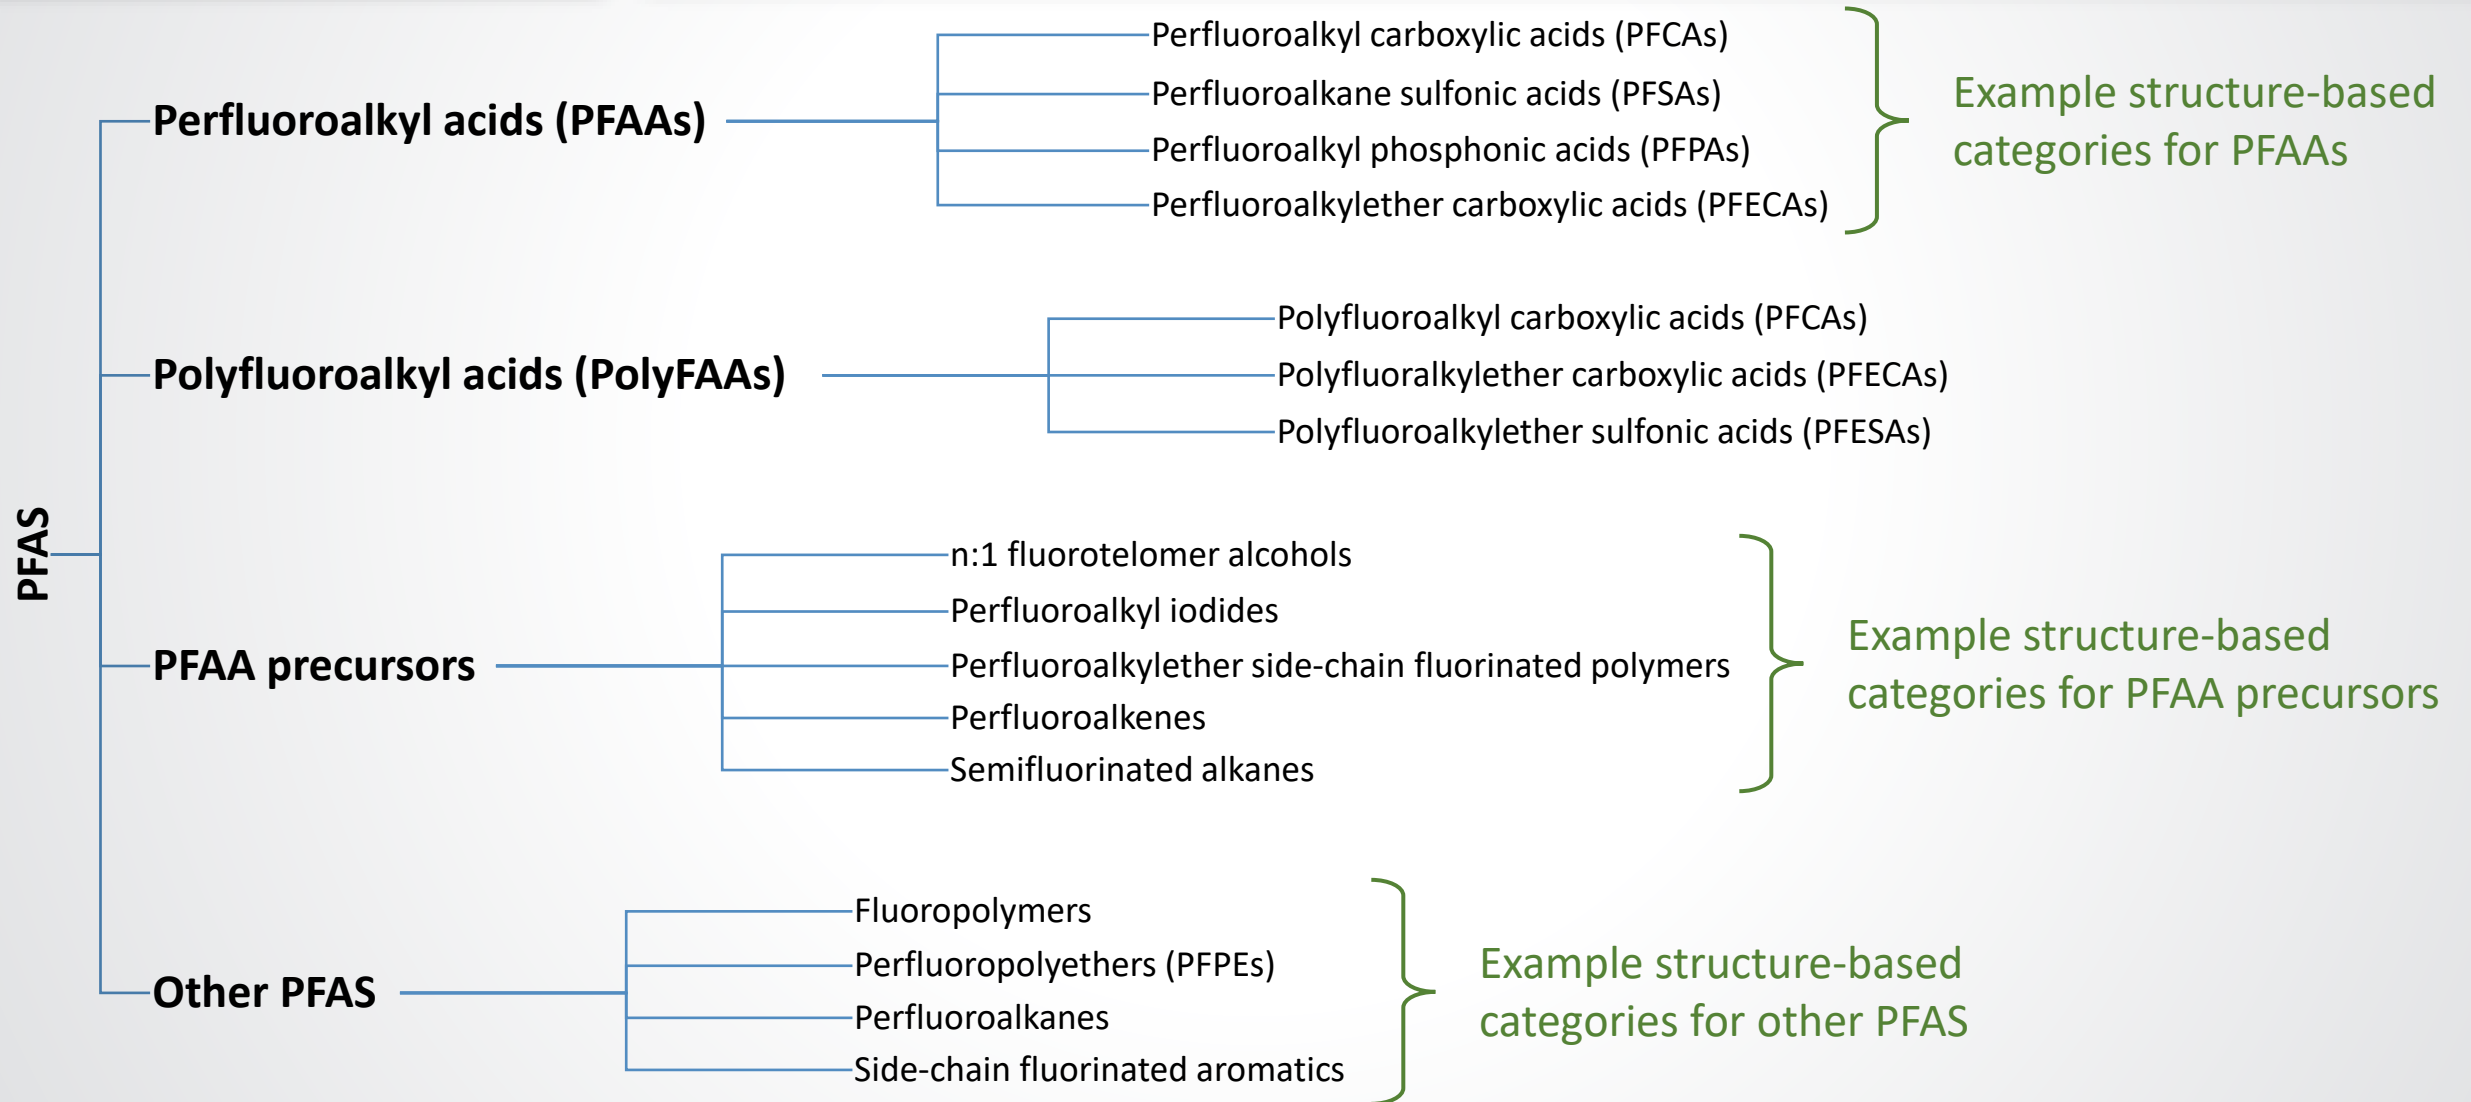 PFAS
Perfluoroalkyl acids (PFAAs)
Perfluoroalkyl carboxylic acids (PFCAs)
Perfluoroalkane sulfonic acids (PFSAs)
Perfluoroalkyl phosphonic acids (PFPAs)
Perfluoroalkylether carboxylic acids (PFECAs)
Example structure-based
categories for PFAAs
Polyfluoroalkyl acids (PolyFAAs)
Polyfluoroalkyl carboxylic acids (PFCAs)
Polyfluoralkylether carboxylic acids (PFECAs)
Polyfluoroalkylether sulfonic acids (PFESAs)
PFAA precursors
n:1 fluorotelomer alcohols
Perfluoroalkyl iodides
Perfluoroalkylether side-chain fluorinated polymers
Perfluoroalkenes
Semifluorinated alkanes
Example structure-based
categories for PFAA precursors
Other PFAS
Fluoropolymers
Perfluoropolyethers (PFPEs)
Perfluoroalkanes
Side-chain fluorinated aromatics
Example structure-based
categories for other PFAS